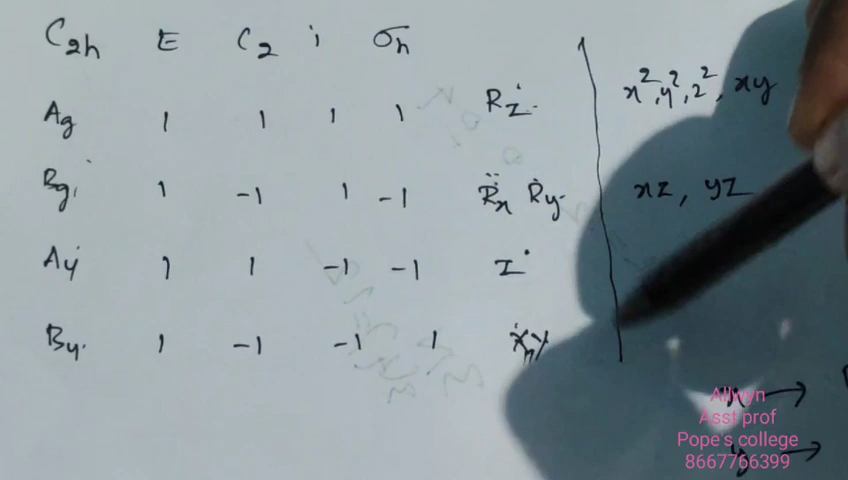 C2h E C2 i σh
Ag 1 1 1 1 Rz x², y², z², xy
Bg 1 -1 1 -1 Rx Ry xz, yz
Au 1 1 -1 -1 z
Bu 1 -1 -1 1 x, y
x →
y →
Allwyn
Asst prof
Pope's college
8667766399